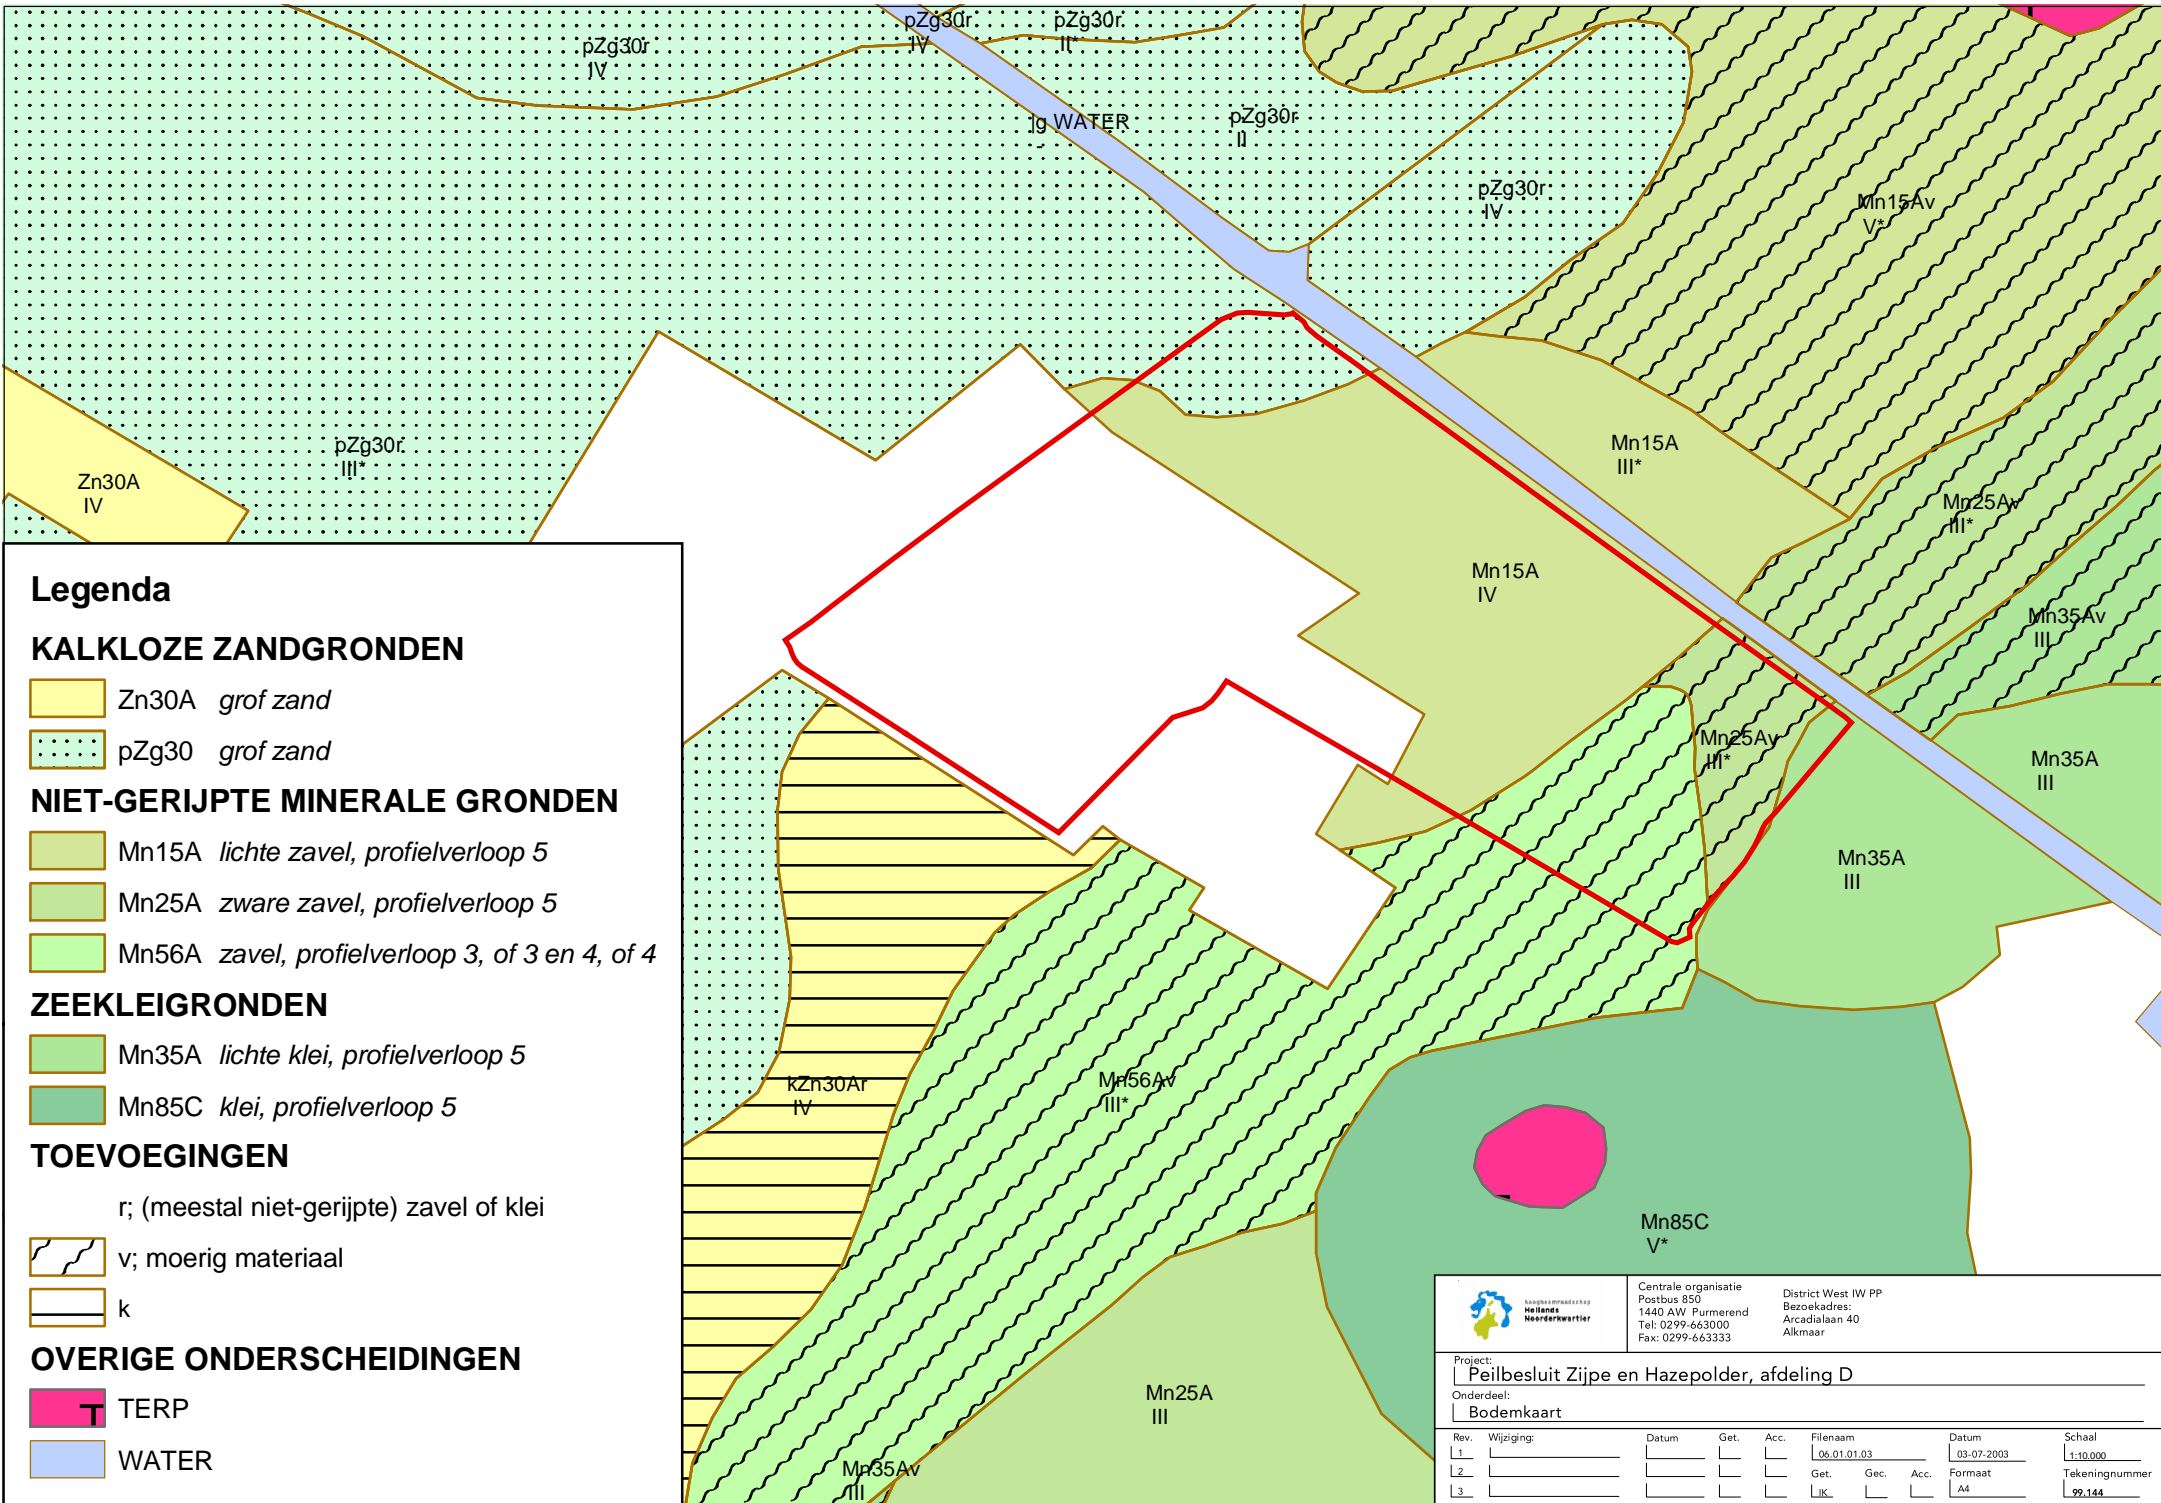 pZg30r
IV
pZg30r
IV
pZg30r
II*
jg WATER
-
pZg30r
II
pZg30r
IV
Mn15Av
V*
pZg30r
III*
Zn30A
IV
Mn15A
III*
Mn25Av
III*
Mn15A
IV
Mn35Av
III
Mn25Av
III*
Mn35A
III
Mn35A
III
kZn30Ar
IV
Mn56Av
III*
Mn85C
V*
Mn25A
III
Mn35Av
III
Legenda
KALKLOZE ZANDGRONDEN
Zn30A grof zand
pZg30 grof zand
NIET-GERIJPTE MINERALE GRONDEN
Mn15A lichte zavel, profielverloop 5
Mn25A zware zavel, profielverloop 5
Mn56A zavel, profielverloop 3, of 3 en 4, of 4
ZEEKLEIGRONDEN
Mn35A lichte klei, profielverloop 5
Mn85C klei, profielverloop 5
TOEVOEGINGEN
r; (meestal niet-gerijpte) zavel of klei
v; moerig materiaal
k
OVERIGE ONDERSCHEIDINGEN
T TERP
WATER
hoogheemraadschap
Hollands
Noorderkwartier
Centrale organisatie
Postbus 850
1440 AW Purmerend
Tel: 0299-663000
Fax: 0299-663333
District West IW PP
Bezoekadres:
Arcadialaan 40
Alkmaar
Project:
Peilbesluit Zijpe en Hazepolder, afdeling D
Onderdeel:
Bodemkaart
Rev. Wijziging: Datum Get. Acc. Filenaam Datum Schaal
1 06.01.01.03 03-07-2003 1:10.000
2 Get. Gec. Acc. Formaat Tekeningnummer
3 IK A4 99.144